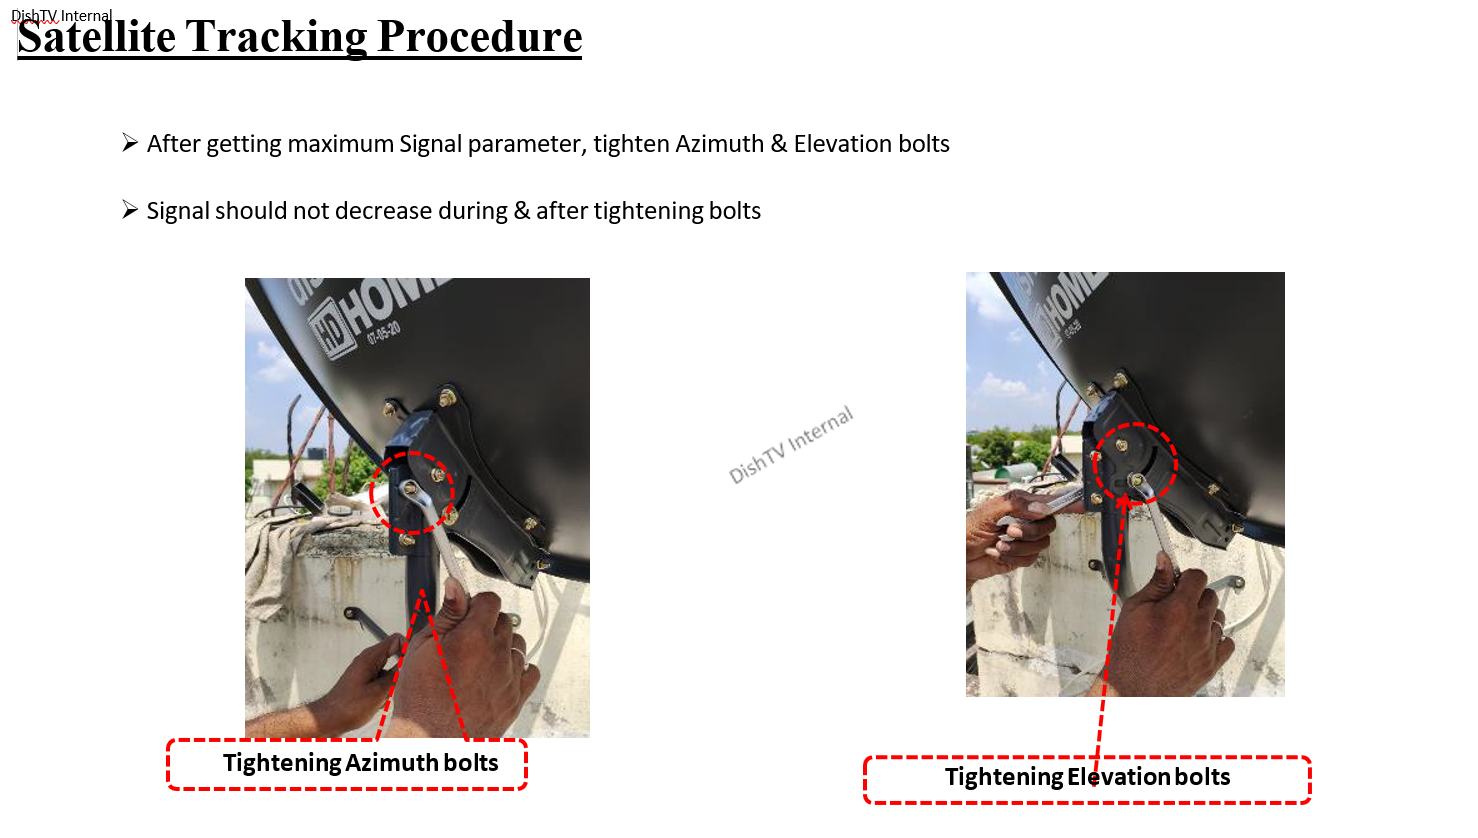 DishTV Internal
Satellite Tracking Procedure
➢ After getting maximum Signal parameter, tighten Azimuth & Elevation bolts
➢ Signal should not decrease during & after tightening bolts
HD HOME
07-05-20
HOME
DishTV Internal
Tightening Azimuth bolts
Tightening Elevation bolts